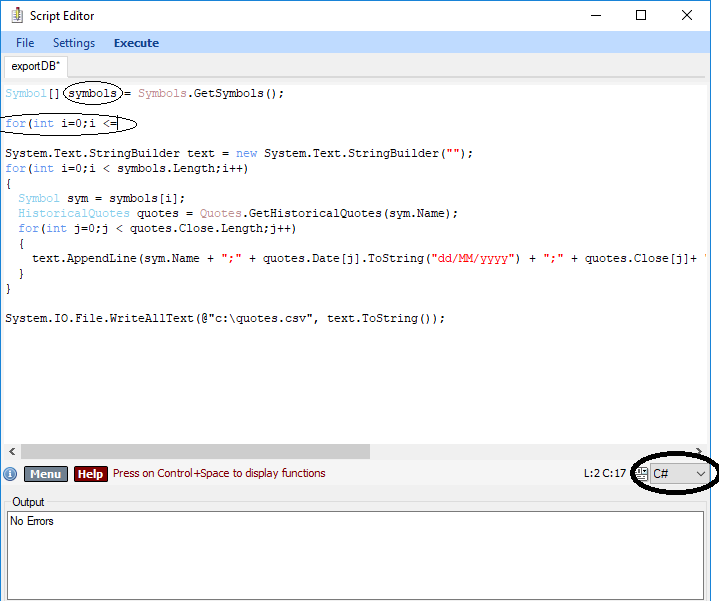 Script Editor
File Settings Execute
exportDB*
Symbol[] symbols = Symbols.GetSymbols();
for(int i=0;i <=
System.Text.StringBuilder text = new System.Text.StringBuilder("");
for(int i=0;i < symbols.Length;i++)
{
Symbol sym = symbols[i];
HistoricalQuotes quotes = Quotes.GetHistoricalQuotes(sym.Name);
for(int j=0;j < quotes.Close.Length;j++)
{
text.AppendLine(sym.Name + ";" + quotes.Date[j].ToString("dd/MM/yyyy") + ";" + quotes.Close[j]+ "
}
}
System.IO.File.WriteAllText(@"c:\quotes.csv", text.ToString());
Menu Help Press on Control+Space to display functions L:2 C:17 C#
Output
No Errors